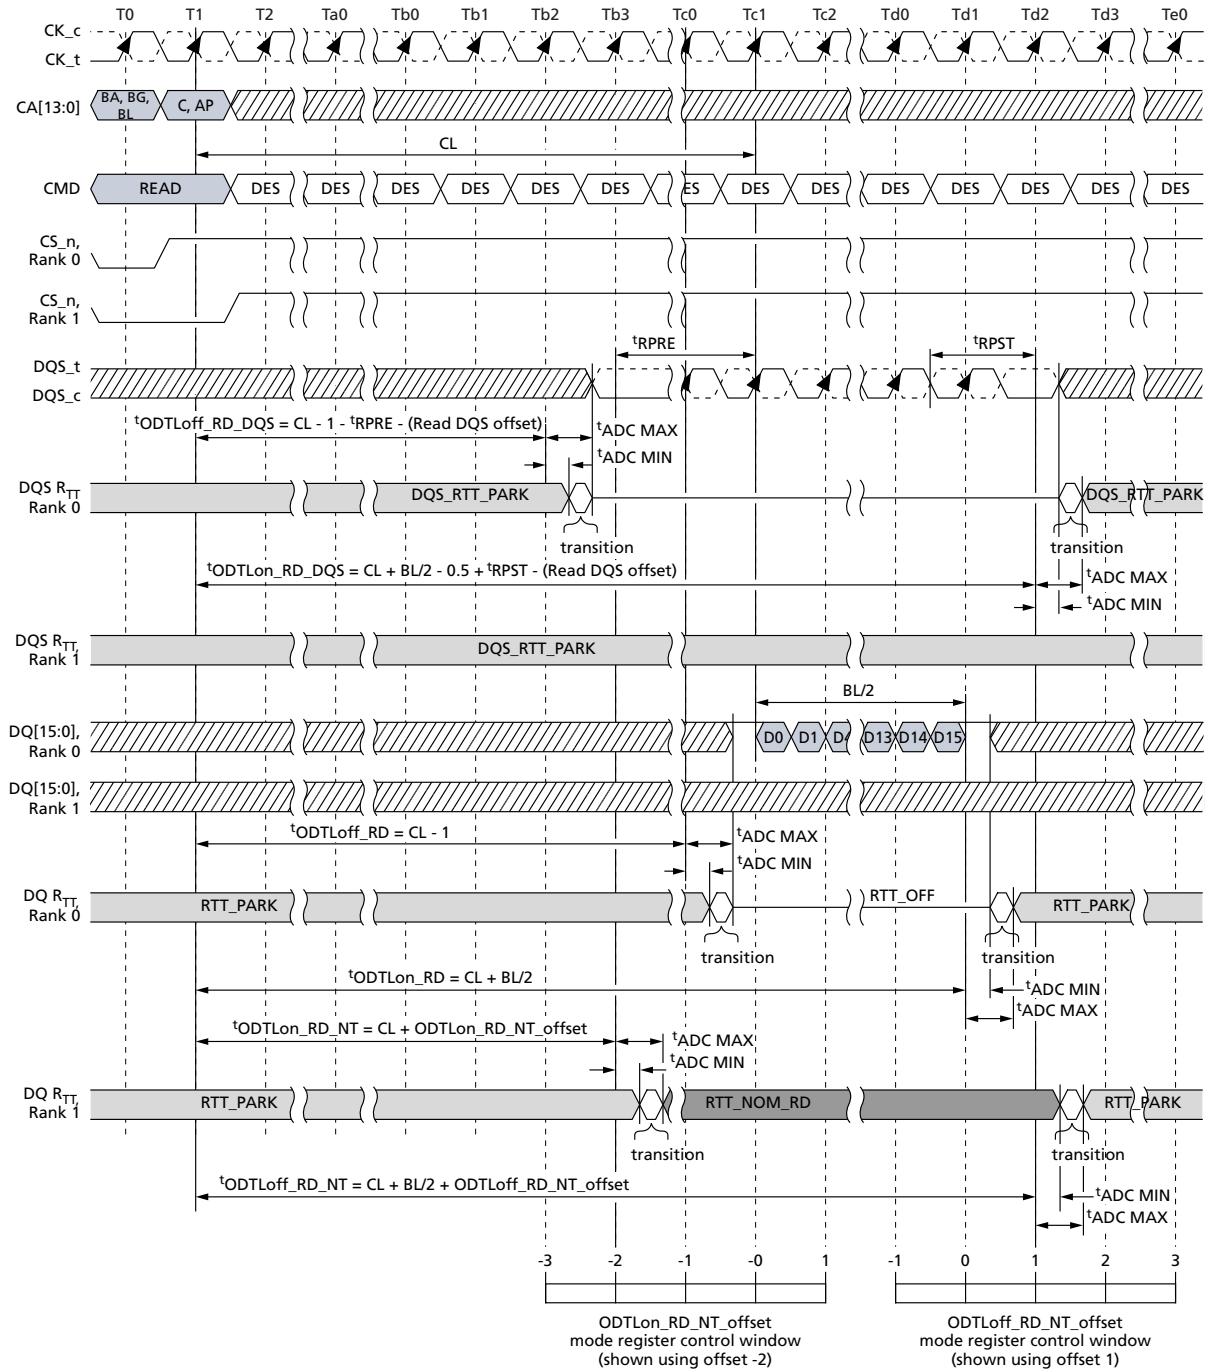 T0 T1 T2 Ta0 Tb0 Tb1 Tb2 Tb3 Tc0 Tc1 Tc2 Td0 Td1 Td2 Td3 Te0
CK_c
CK_t
CA[13:0]
BA, BG,
BL
C, AP
CL
CMD READ DES DES DES DES DES DES ES DES DES DES DES DES DES DES
CS_n,
Rank 0
CS_n,
Rank 1
tRPRE tRPST
DQS_t
DQS_c
tODTLoff_RD_DQS = CL - 1 - tRPRE - (Read DQS offset)
tADC MAX
tADC MIN
DQS RTT
Rank 0
DQS_RTT_PARK DQS_RTT_PARK
transition transition
tODTLon_RD_DQS = CL + BL/2 - 0.5 + tRPST - (Read DQS offset)
tADC MAX
tADC MIN
DQS RTT,
Rank 1
DQS_RTT_PARK
BL/2
DQ[15:0],
Rank 0
D0 D1 D4 D13 D14 D15
DQ[15:0],
Rank 1
tODTLoff_RD = CL - 1
tADC MAX
tADC MIN
DQ RTT,
Rank 0
RTT_PARK RTT_OFF RTT_PARK
transition transition
tODTLon_RD = CL + BL/2
tADC MIN
tADC MAX
tODTLon_RD_NT = CL + ODTLon_RD_NT_offset
tADC MAX
tADC MIN
DQ RTT,
Rank 1
RTT_PARK RTT_NOM_RD RTT_PARK
transition transition
tODTLoff_RD_NT = CL + BL/2 + ODTLoff_RD_NT_offset
tADC MIN
tADC MAX
-3 -2 -1 -0 1 -1 0 1 2 3
ODTLon_RD_NT_offset
mode register control window
(shown using offset -2)
ODTLoff_RD_NT_offset
mode register control window
(shown using offset 1)